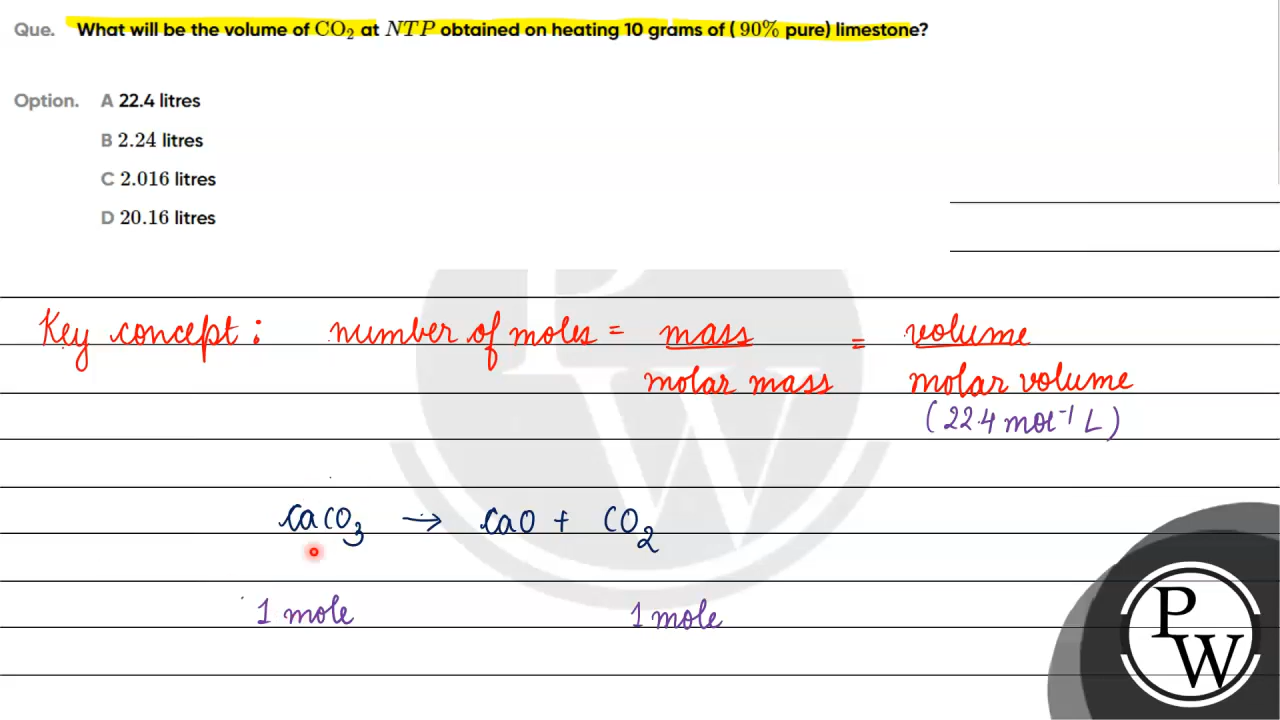 Que. What will be the volume of CO₂ at NTP obtained on heating 10 grams of ( 90% pure) limestone?
Option. A 22.4 litres
B 2.24 litres
C 2.016 litres
D 20.16 litres
Key concept : number of moles = mass / molar mass = volume / molar volume
(22.4 mol⁻¹ L)
CaCO₃ → CaO + CO₂
1 mole 1 mole
P
W